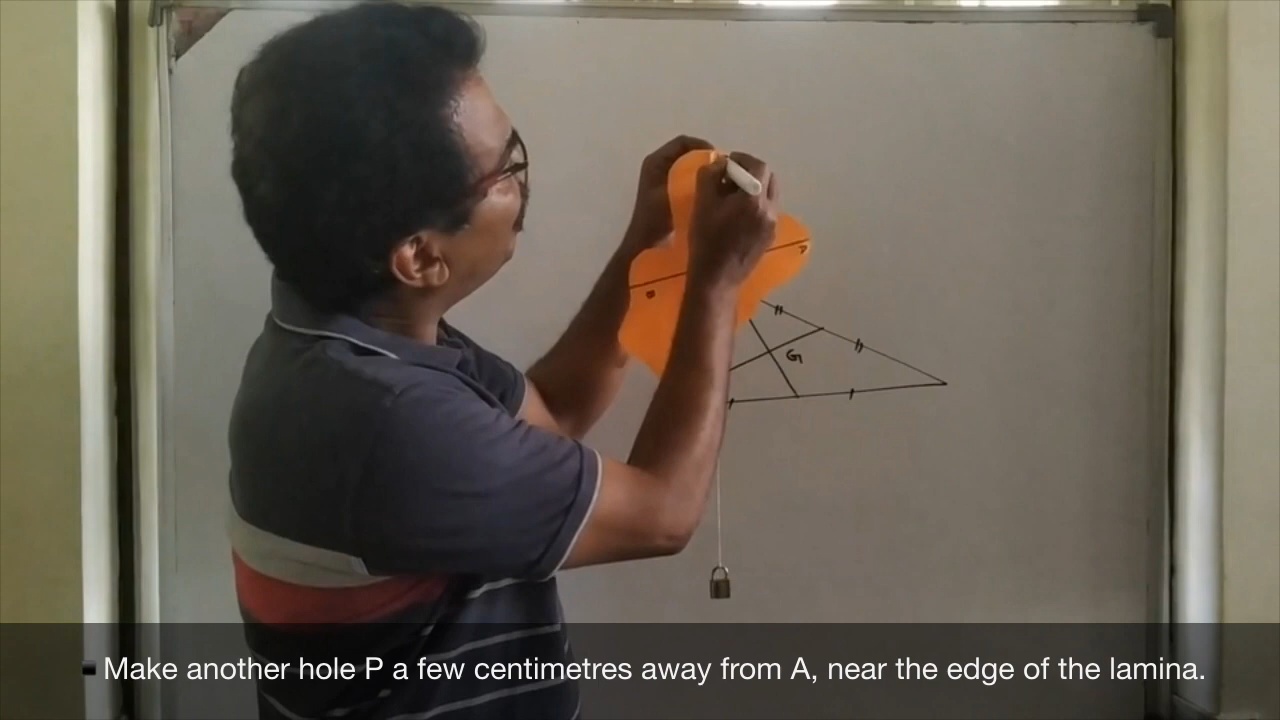 G
Make another hole P a few centimetres away from A, near the edge of the lamina.